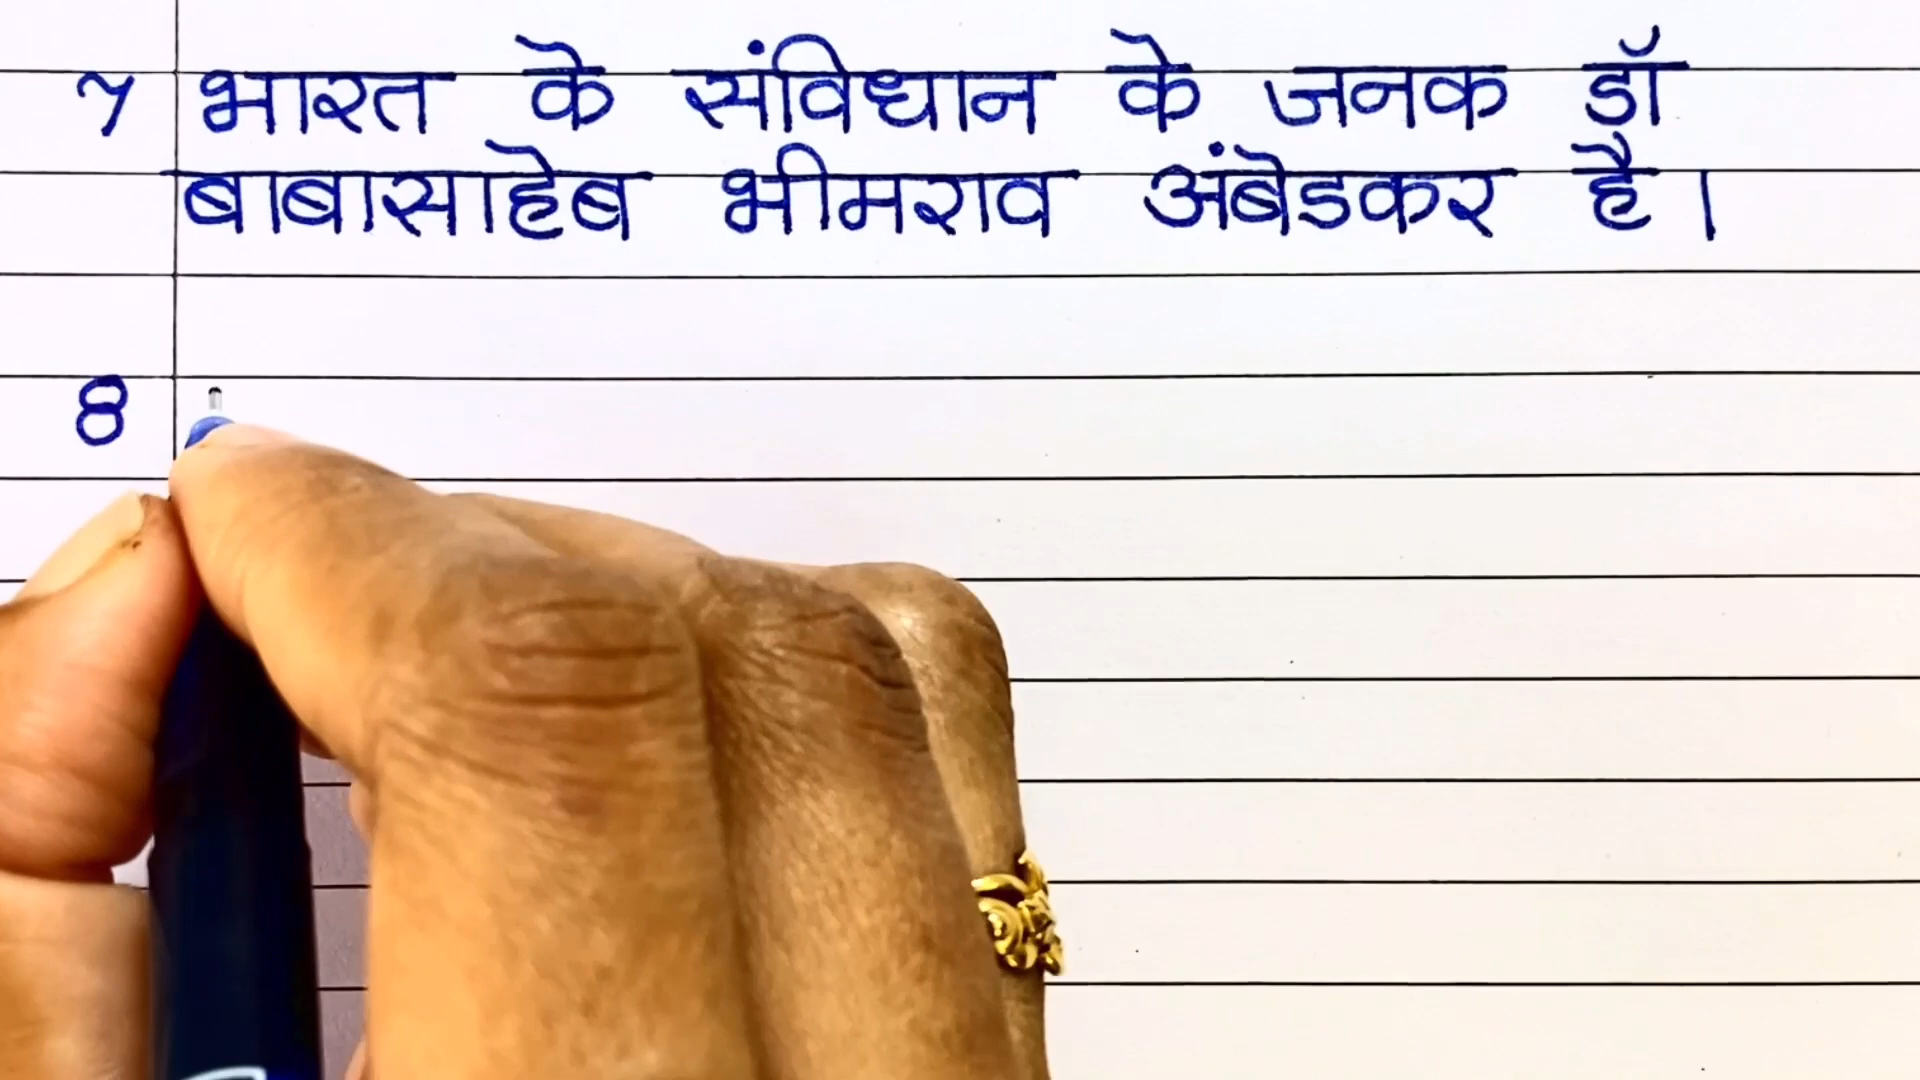 7 भारत के संविधान के जनक डॉ
बाबासाहेब भीमराव अंबेडकर है।
8